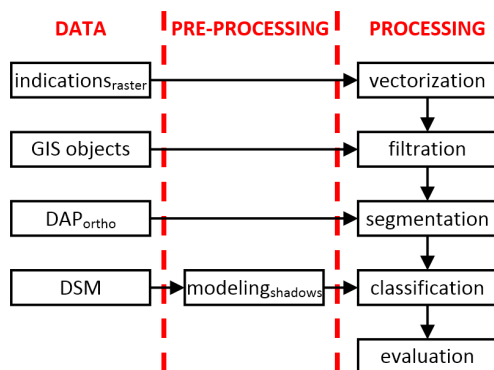 DATA PRE-PROCESSING PROCESSING
indicationsraster vectorization
GIS objects filtration
DAPortho segmentation
DSM modelingshadows classification
evaluation